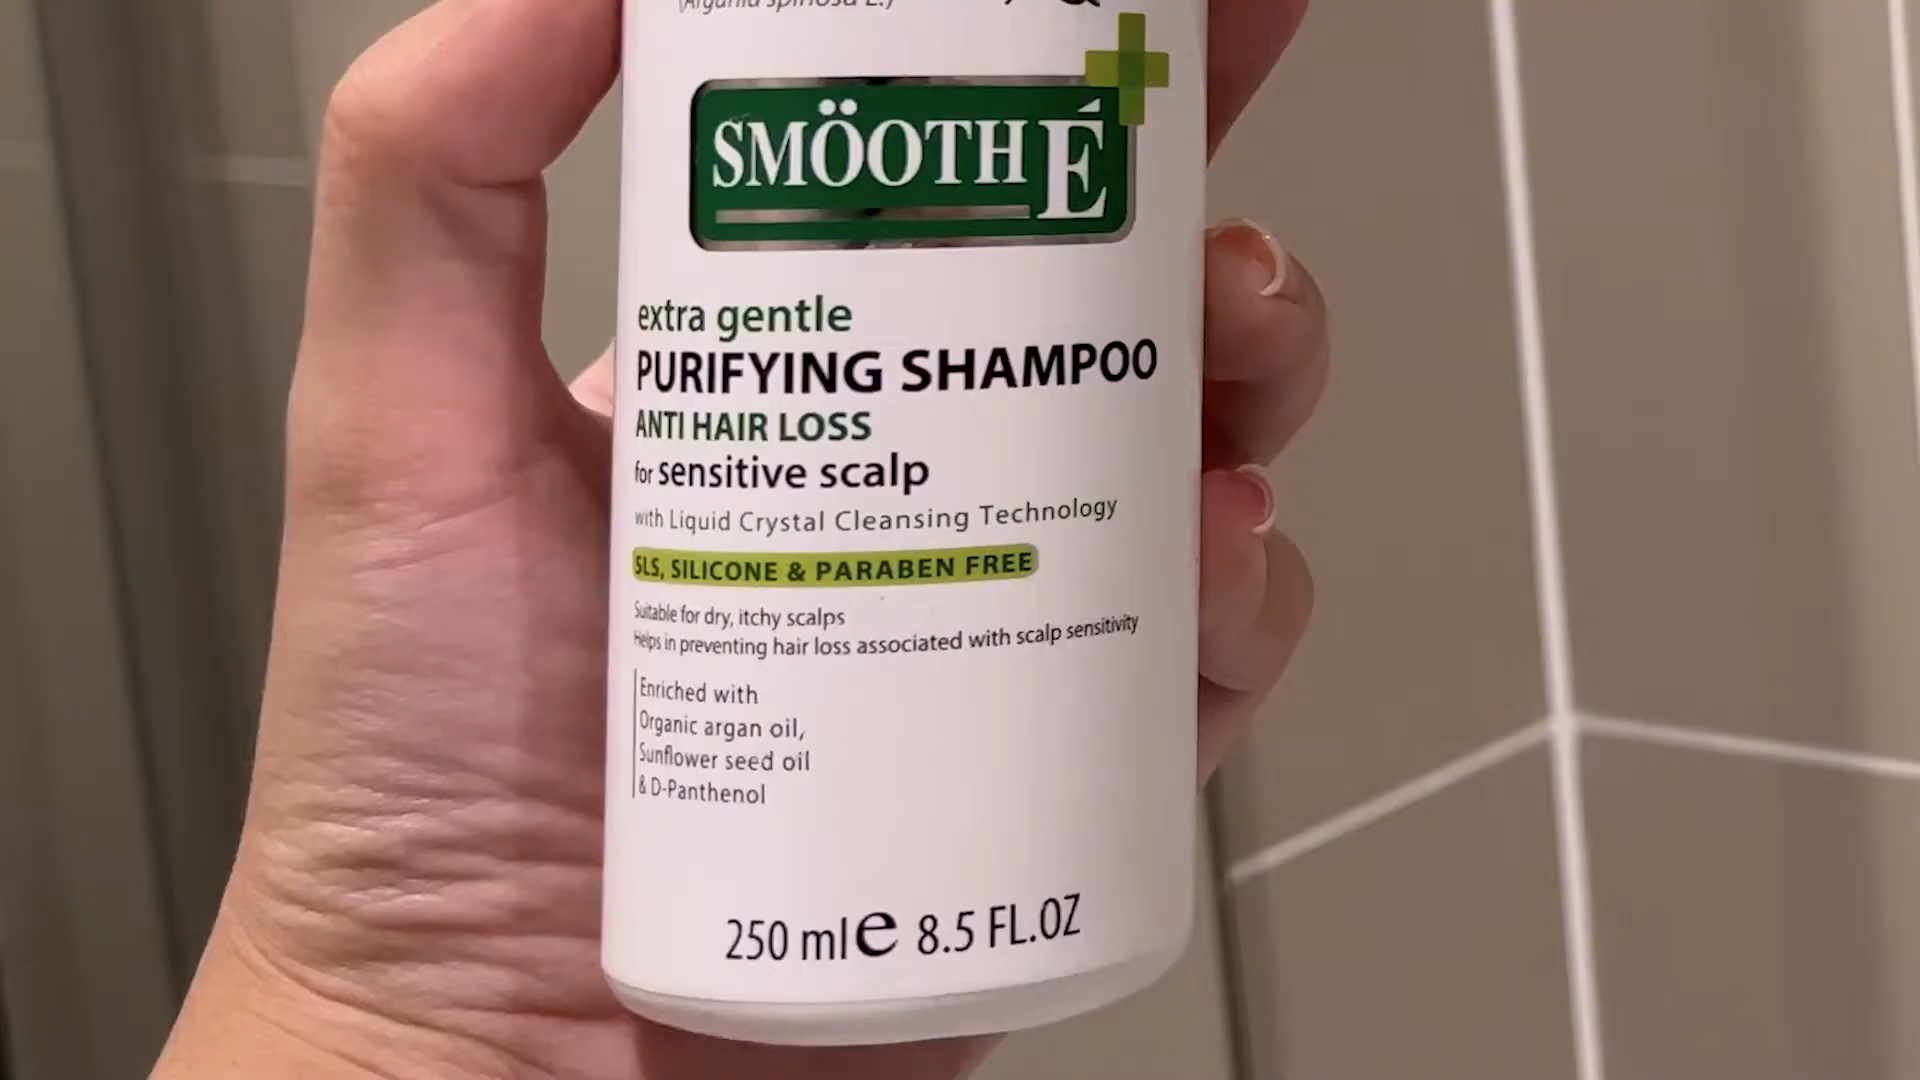 (Argania spinosa L.)
SMÖOTH É
extra gentle
PURIFYING SHAMPOO
ANTI HAIR LOSS
for sensitive scalp
with Liquid Crystal Cleansing Technology
SLS, SILICONE & PARABEN FREE
Suitable for dry, itchy scalps
Helps in preventing hair loss associated with scalp sensitivity
Enriched with
Organic argan oil,
Sunflower seed oil
& D-Panthenol
250 ml e 8.5 FL.OZ